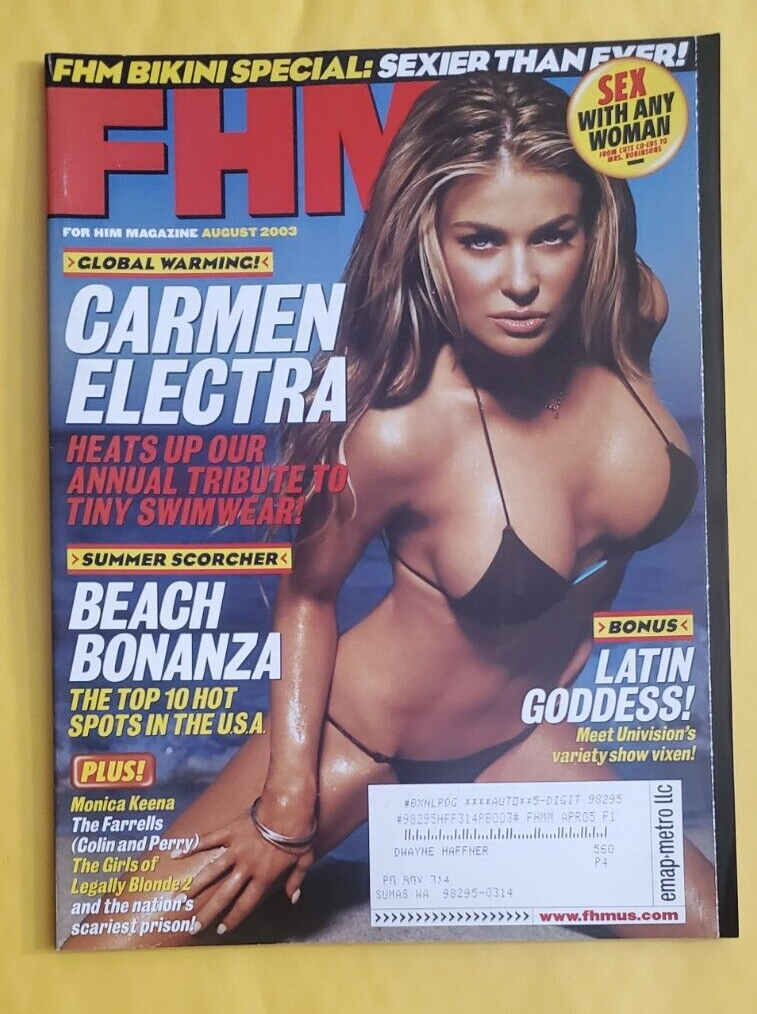 FHM BIKINI SPECIAL: SEXIER THAN EVER!
FHM
SEX
WITH ANY
WOMAN
FROM CUTE CO-EDS TO
MRS. ROBINSONS
FOR HIM MAGAZINE AUGUST 2003
>GLOBAL WARMING!<
CARMEN
ELECTRA
HEATS UP OUR
ANNUAL TRIBUTE TO
TINY SWIMWEAR!
>SUMMER SCORCHER<
BEACH
BONANZA
THE TOP 10 HOT
SPOTS IN THE U.S.A.
>BONUS<
LATIN
GODDESS!
Meet Univision's
variety show vixen!
PLUS!
Monica Keena
The Farrells
(Colin and Perry)
The Girls of
Legally Blonde 2
and the nation's
scariest prison!
#BXNLPDG ****AUTO**5-DIGIT 98295
#98295HFF314PB003# FHMM APR05 F1
DWAYNE HAFFNER 560
P4
PO BOX 314
SUMAS WA 98295-0314
>>>>>>>>>>>>>>>>>>>> www.fhmus.com
emap·metro llc